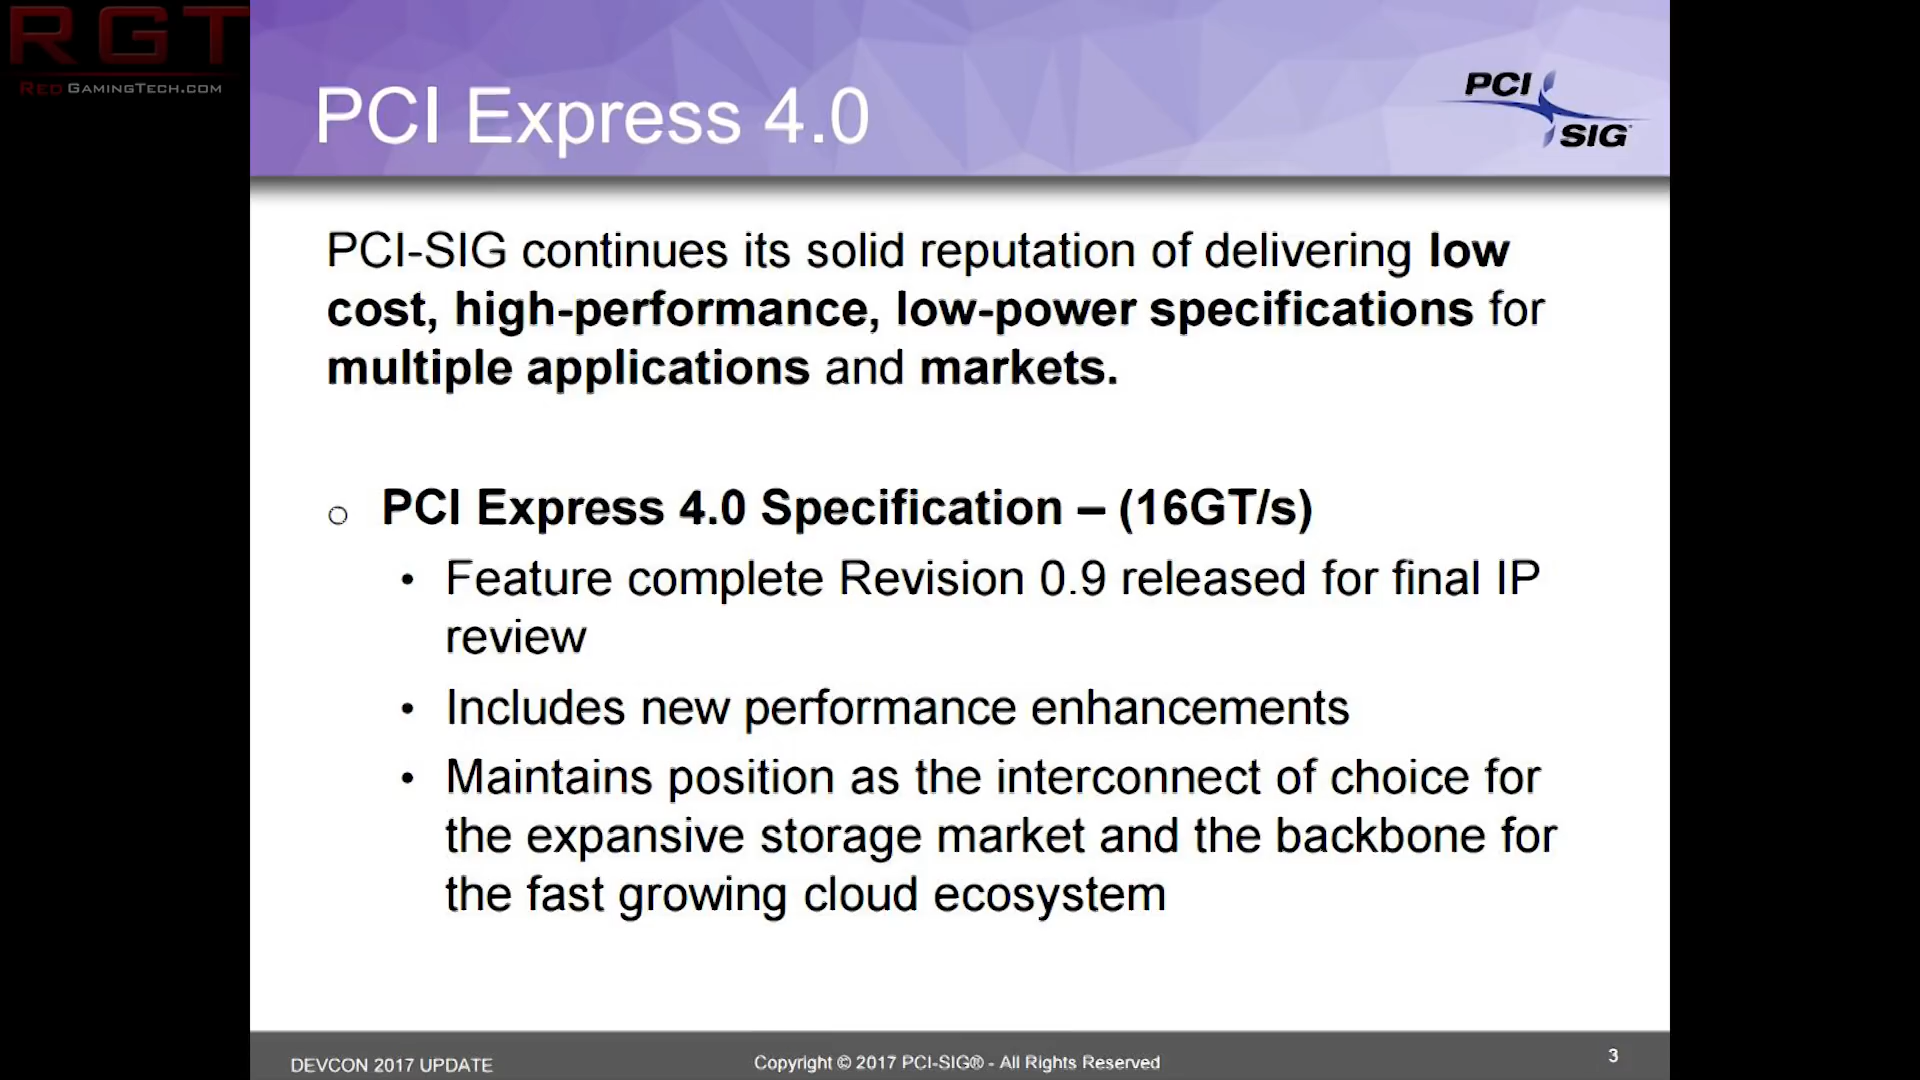 RGT
RedGamingTech.com
PCI Express 4.0
PCI
SIG
PCI-SIG continues its solid reputation of delivering low
cost, high-performance, low-power specifications for
multiple applications and markets.
○ PCI Express 4.0 Specification – (16GT/s)
• Feature complete Revision 0.9 released for final IP
review
• Includes new performance enhancements
• Maintains position as the interconnect of choice for
the expansive storage market and the backbone for
the fast growing cloud ecosystem
DEVCON 2017 UPDATE
Copyright © 2017 PCI-SIG® - All Rights Reserved
3